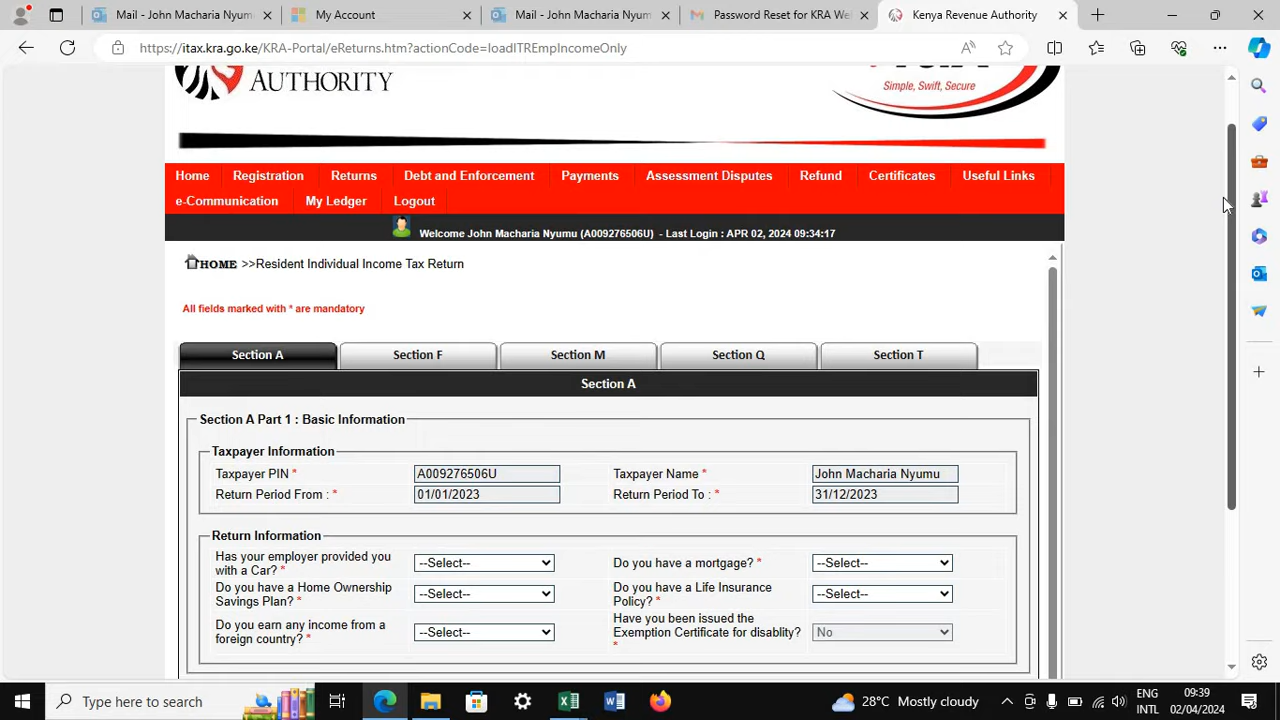 Mail - John Macharia Nyum
My Account
Mail - John Macharia Nyum
Password Reset for KRA We
Kenya Revenue Authority
https://itax.kra.go.ke/KRA-Portal/eReturns.htm?actionCode=loadITREmpIncomeOnly
AUTHORITY
Simple, Swift, Secure
Home Registration Returns Debt and Enforcement Payments Assessment Disputes Refund Certificates Useful Links
e-Communication My Ledger Logout
Welcome John Macharia Nyumu (A009276506U) - Last Login : APR 02, 2024 09:34:17
HOME >>Resident Individual Income Tax Return
All fields marked with * are mandatory
Section A Section F Section M Section Q Section T
Section A
Section A Part 1 : Basic Information
Taxpayer Information
Taxpayer PIN * A009276506U Taxpayer Name * John Macharia Nyumu
Return Period From : * 01/01/2023 Return Period To : * 31/12/2023
Return Information
Has your employer provided you with a Car? * --Select-- Do you have a mortgage? * --Select--
Do you have a Home Ownership Savings Plan? * --Select-- Do you have a Life Insurance Policy? * --Select--
Do you earn any income from a foreign country? * --Select-- Have you been issued the Exemption Certificate for disablity? * No
Type here to search
28°C Mostly cloudy
ENG
INTL
09:39
02/04/2024